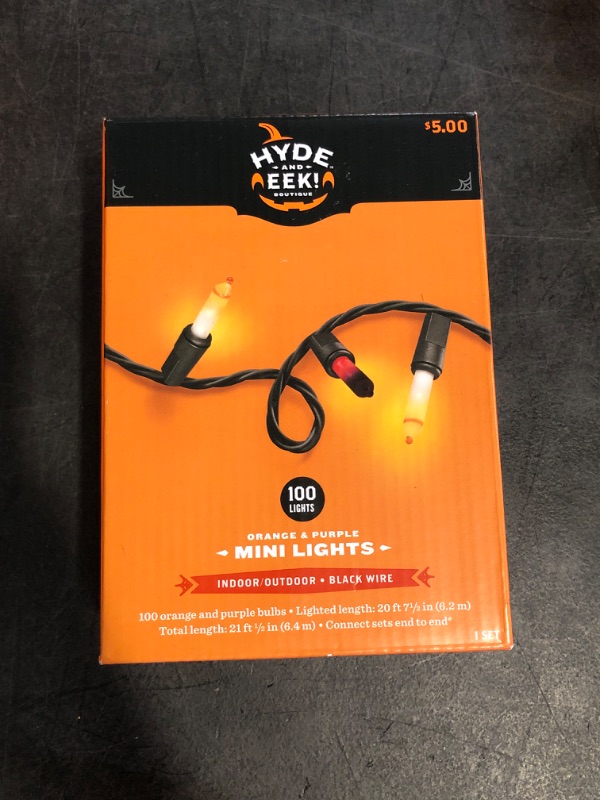 $5.00
HYDE
AND
EEK!
BOUTIQUE
100
LIGHTS
ORANGE & PURPLE
MINI LIGHTS
INDOOR/OUTDOOR • BLACK WIRE
100 orange and purple bulbs • Lighted length: 20 ft 7½ in (6.2 m)
Total length: 21 ft ½ in (6.4 m) • Connect sets end to end*
1 SET